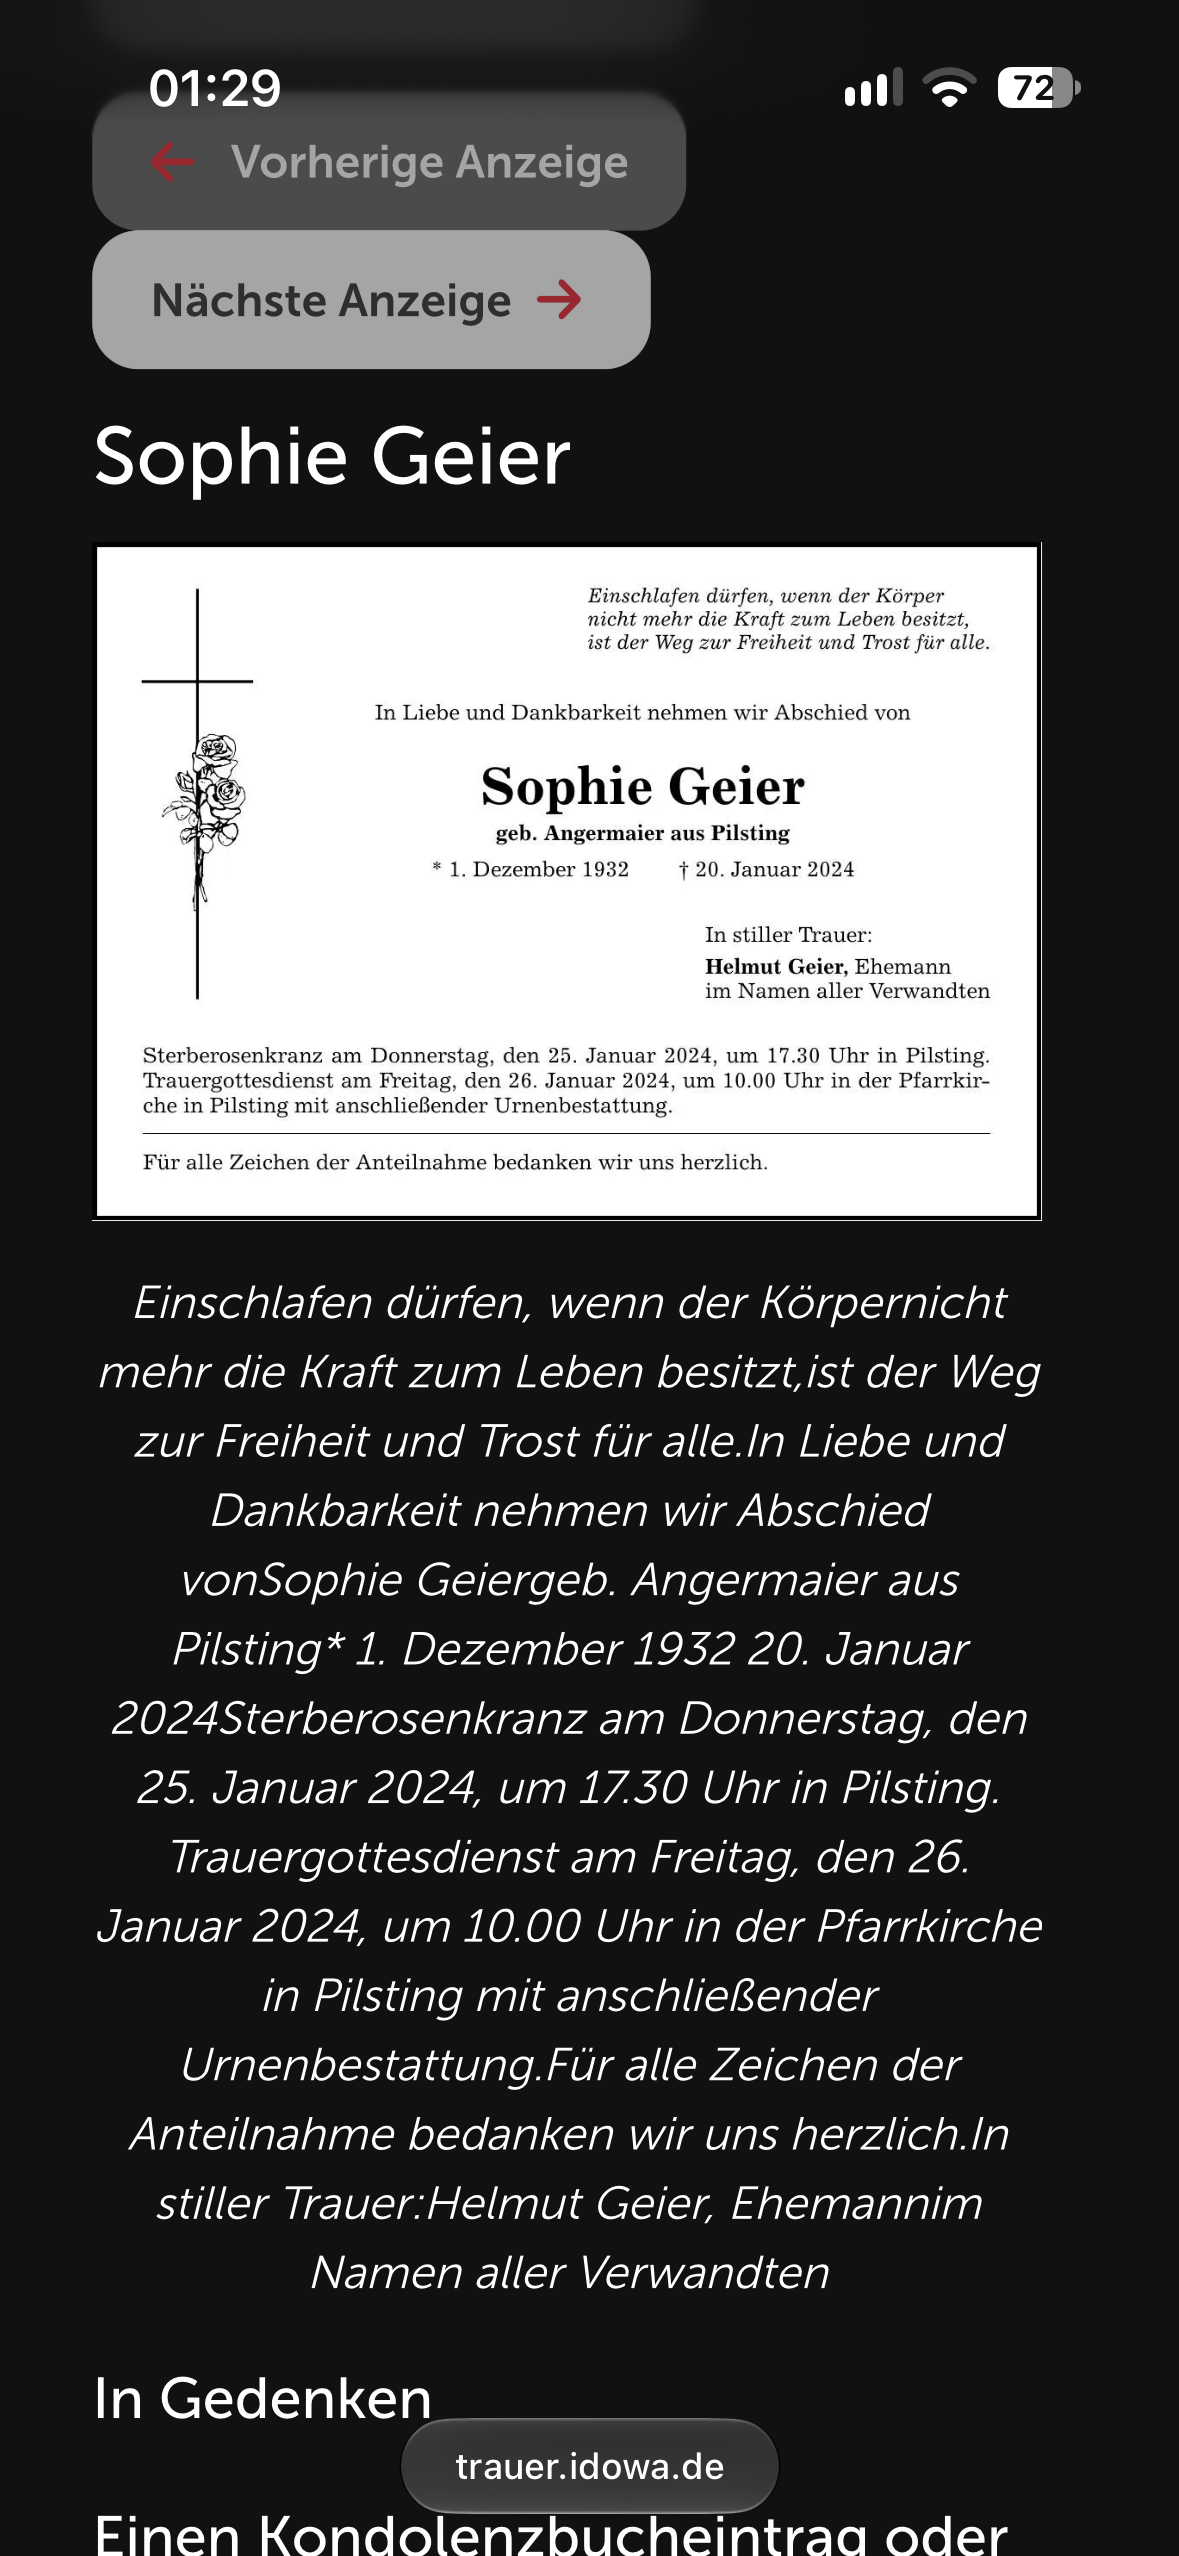 01:29
72
Vorherige Anzeige
Nächste Anzeige
Sophie Geier
Einschlafen dürfen, wenn der Körper
nicht mehr die Kraft zum Leben besitzt,
ist der Weg zur Freiheit und Trost für alle.
In Liebe und Dankbarkeit nehmen wir Abschied von
Sophie Geier
geb. Angermaier aus Pilsting
* 1. Dezember 1932 † 20. Januar 2024
In stiller Trauer:
Helmut Geier, Ehemann
im Namen aller Verwandten
Sterberosenkranz am Donnerstag, den 25. Januar 2024, um 17.30 Uhr in Pilsting.
Trauergottesdienst am Freitag, den 26. Januar 2024, um 10.00 Uhr in der Pfarrkir-
che in Pilsting mit anschließender Urnenbestattung.
Für alle Zeichen der Anteilnahme bedanken wir uns herzlich.
Einschlafen dürfen, wenn der Körpernicht
mehr die Kraft zum Leben besitzt,ist der Weg
zur Freiheit und Trost für alle.In Liebe und
Dankbarkeit nehmen wir Abschied
vonSophie Geiergeb. Angermaier aus
Pilsting* 1. Dezember 1932 20. Januar
2024Sterberosenkranz am Donnerstag, den
25. Januar 2024, um 17.30 Uhr in Pilsting.
Trauergottesdienst am Freitag, den 26.
Januar 2024, um 10.00 Uhr in der Pfarrkirche
in Pilsting mit anschließender
Urnenbestattung.Für alle Zeichen der
Anteilnahme bedanken wir uns herzlich.In
stiller Trauer:Helmut Geier, Ehemannim
Namen aller Verwandten
In Gedenken
trauer.idowa.de
Einen Kondolenzbucheintrag oder